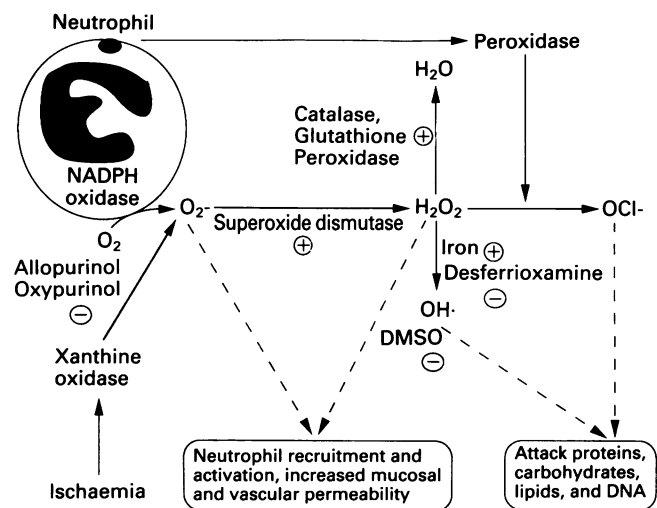 Neutrophil
Peroxidase
H₂O
Catalase,
Glutathione ⊕
Peroxidase
NADPH
oxidase
O₂-
Superoxide dismutase
⊕
H₂O₂
OCl-
O₂
Iron ⊕
Desferrioxamine
⊖
Allopurinol
Oxypurinol
⊖
OH·
DMSO
⊖
Xanthine
oxidase
Ischaemia
Neutrophil recruitment and
activation, increased mucosal
and vascular permeability
Attack proteins,
carbohydrates,
lipids, and DNA